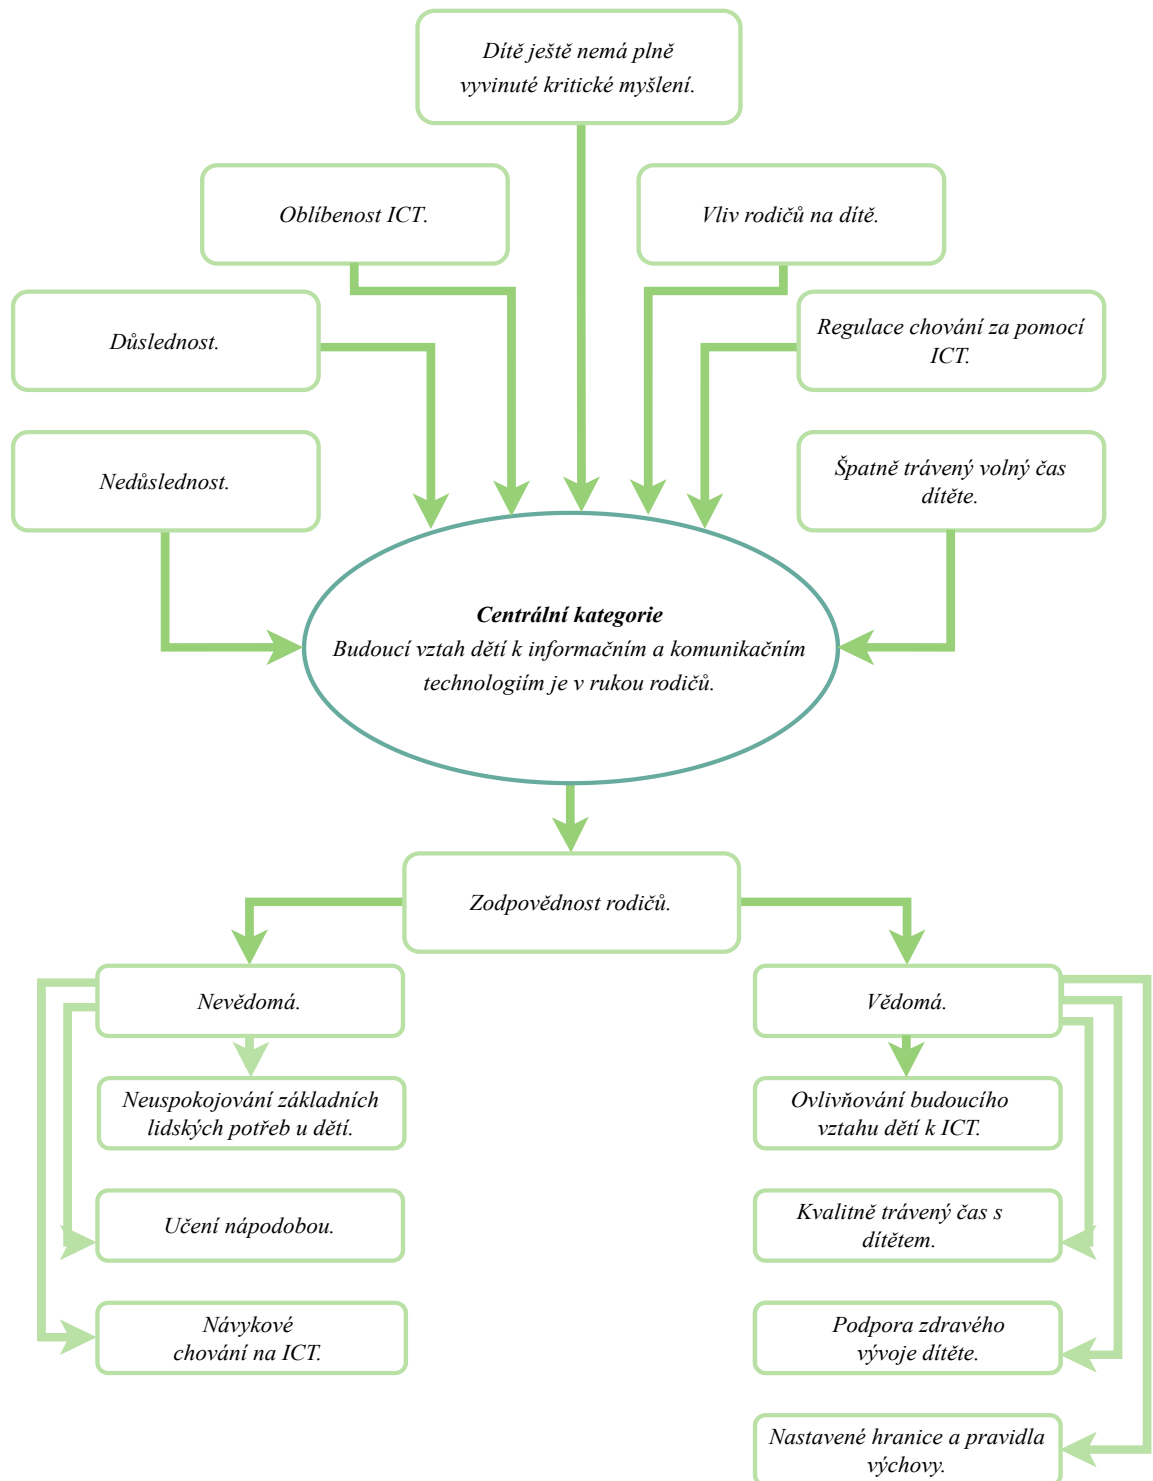 Dítě ještě nemá plně
vyvinuté kritické myšlení.
Oblíbenost ICT.
Vliv rodičů na dítě.
Důslednost.
Regulace chování za pomocí
ICT.
Nedůslednost.
Špatně trávený volný čas
dítěte.
Centrální kategorie
Budoucí vztah dětí k informačním a komunikačním
technologiím je v rukou rodičů.
Zodpovědnost rodičů.
Nevědomá.
Vědomá.
Neuspokojování základních
lidských potřeb u dětí.
Ovlivňování budoucího
vztahu dětí k ICT.
Učení nápodobou.
Kvalitně trávený čas s
dítětem.
Návykové
chování na ICT.
Podpora zdravého
vývoje dítěte.
Nastavené hranice a pravidla
výchovy.